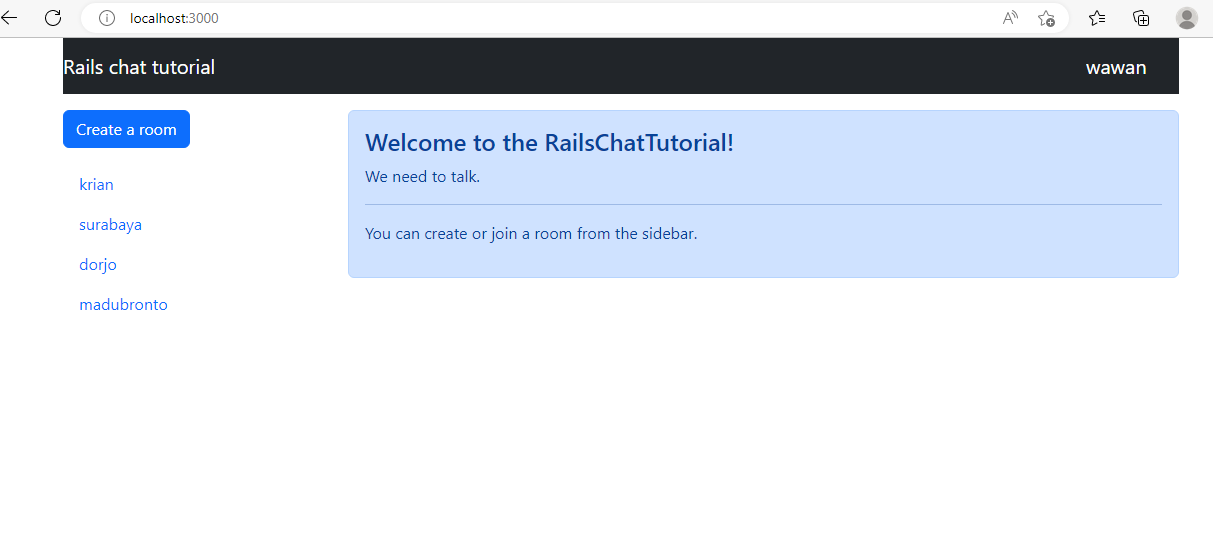 localhost:3000
Rails chat tutorial
wawan
Create a room
krian
surabaya
dorjo
madubronto
Welcome to the RailsChatTutorial!
We need to talk.
You can create or join a room from the sidebar.